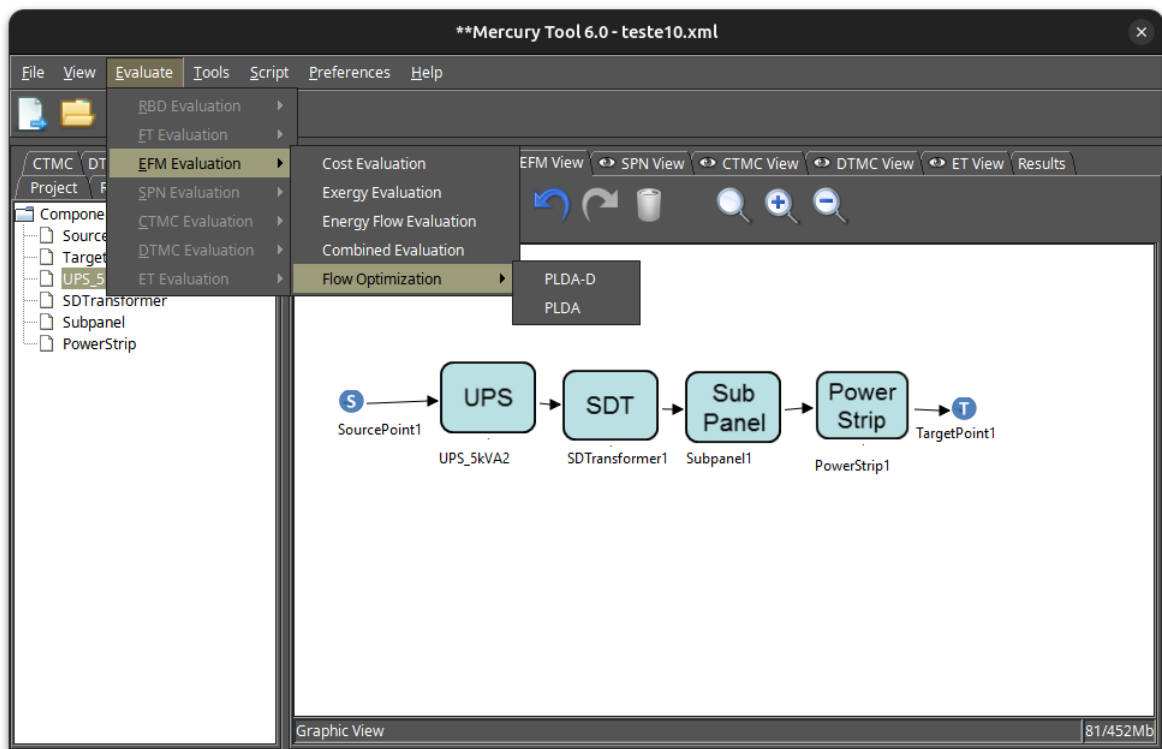 **Mercury Tool 6.0 - teste10.xml
File View Evaluate Tools Script Preferences Help
RBD Evaluation
FT Evaluation
EFM Evaluation
SPN Evaluation
CTMC Evaluation
DTMC Evaluation
ET Evaluation
Cost Evaluation
Exergy Evaluation
Energy Flow Evaluation
Combined Evaluation
Flow Optimization
PLDA-D
PLDA
CTMC DT
EFM View SPN View CTMC View DTMC View ET View Results
Project
Compone
Source
Target
UPS_5
SDTransformer
Subpanel
PowerStrip
S
SourcePoint1
UPS
UPS_5kVA2
SDT
SDTransformer1
Sub
Panel
Subpanel1
Power
Strip
PowerStrip1
T
TargetPoint1
Graphic View 81/452Mb